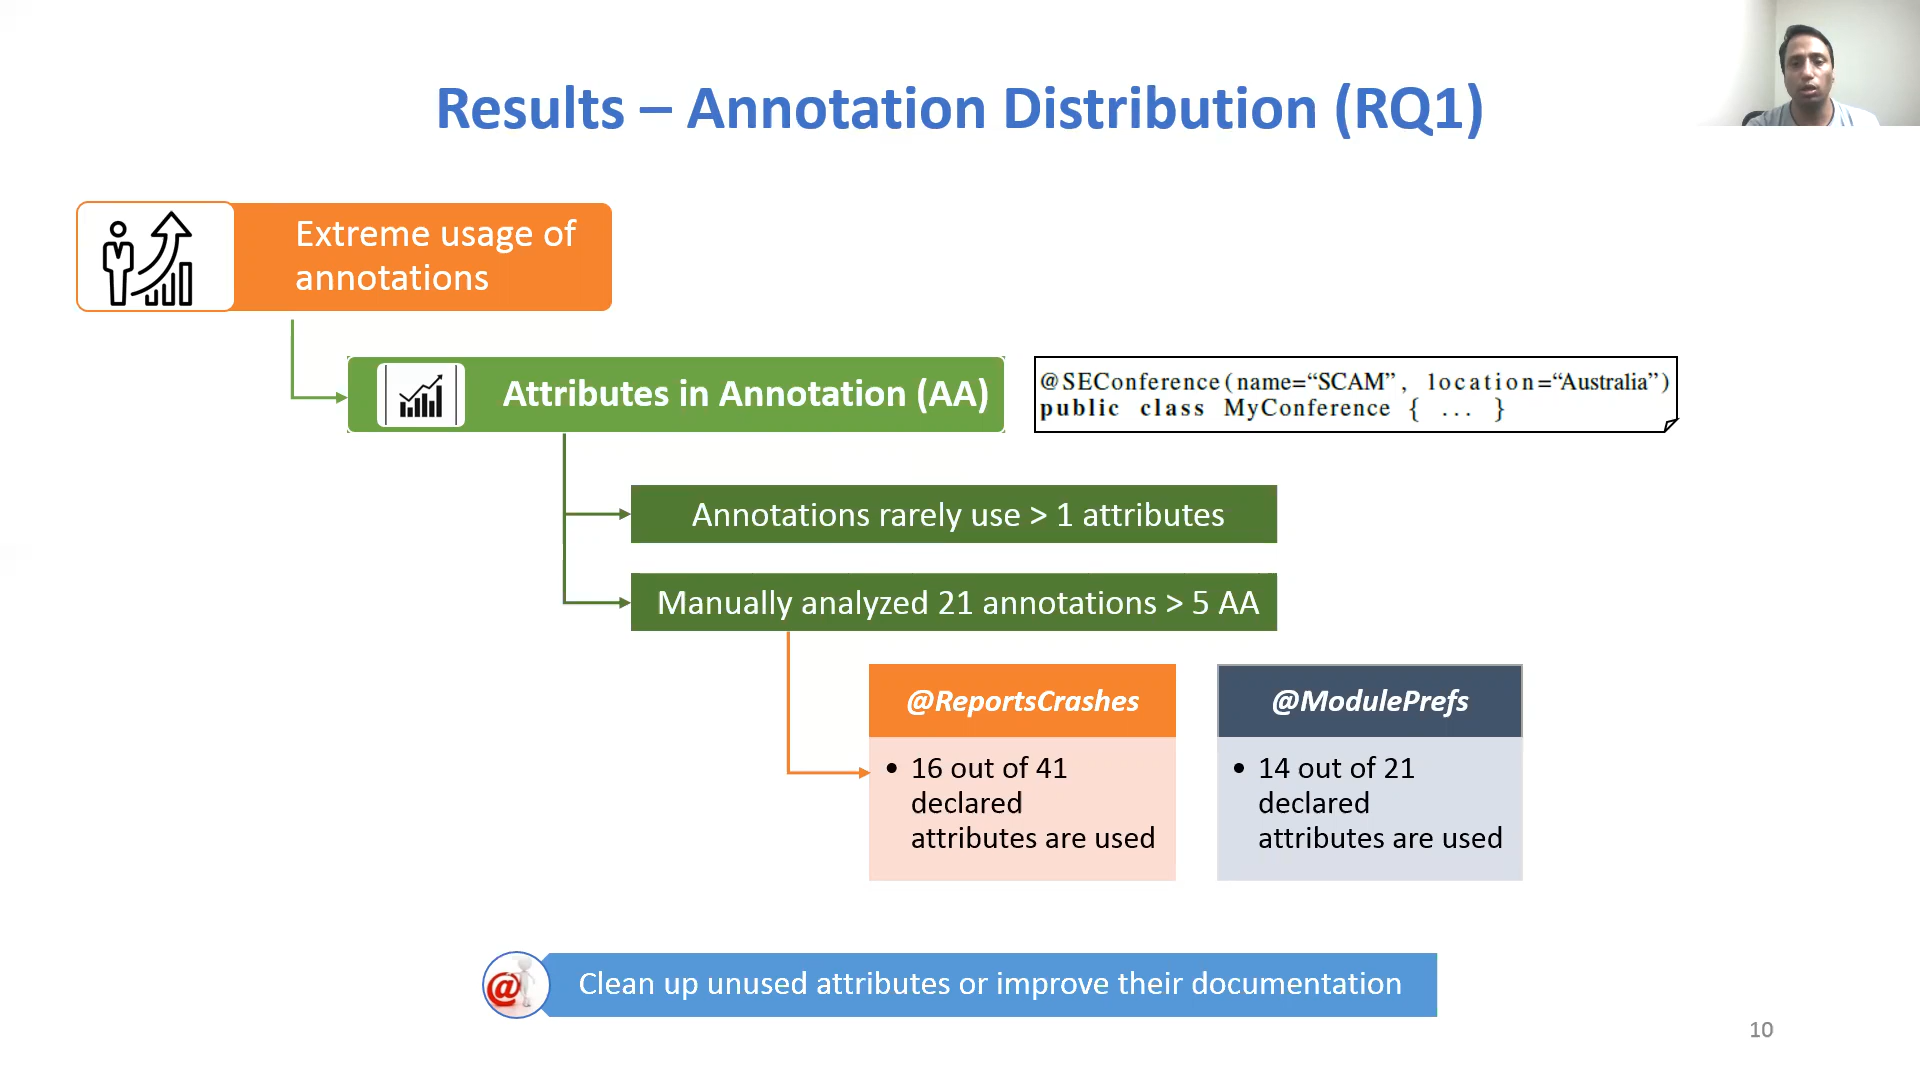 Results – Annotation Distribution (RQ1)
Extreme usage of
annotations
Attributes in Annotation (AA)
@SEConference(name=“SCAM”, location=“Australia”)
public class MyConference { ... }
Annotations rarely use > 1 attributes
Manually analyzed 21 annotations > 5 AA
@ReportsCrashes
• 16 out of 41
declared
attributes are used
@ModulePrefs
• 14 out of 21
declared
attributes are used
@
Clean up unused attributes or improve their documentation
10